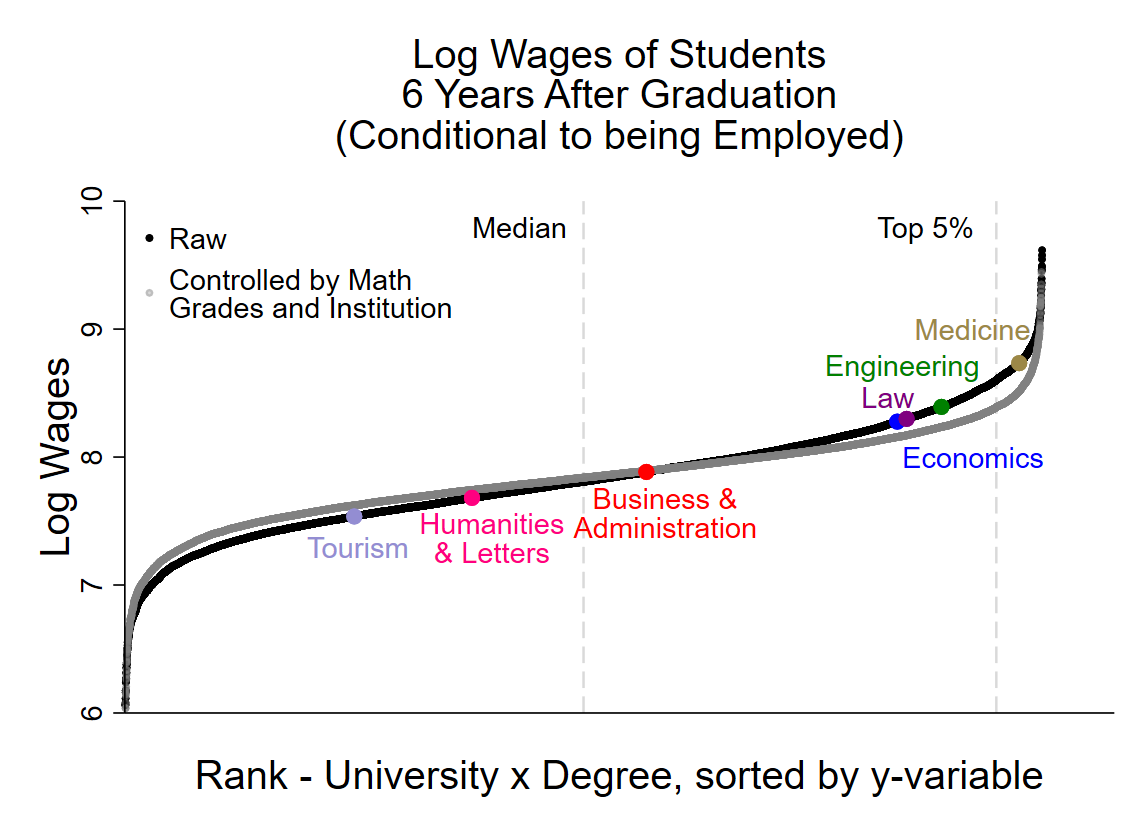 Log Wages of Students
6 Years After Graduation
(Conditional to being Employed)
10
9
8
7
6
Log Wages
Raw
Controlled by Math
Grades and Institution
Median
Top 5%
Medicine
Engineering
Law
Economics
Business &
Administration
Humanities
& Letters
Tourism
Rank - University x Degree, sorted by y-variable